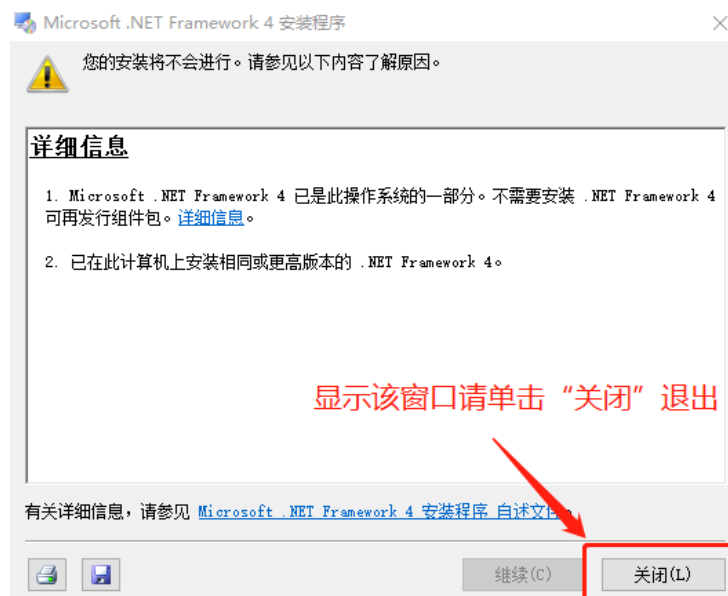 Microsoft .NET Framework 4 安装程序
您的安装将不会进行。请参见以下内容了解原因。
详细信息
1. Microsoft .NET Framework 4 已是此操作系统的一部分。不需要安装 .NET Framework 4
可再发行组件包。详细信息。
2. 已在此计算机上安装相同或更高版本的 .NET Framework 4。
显示该窗口请单击“关闭”退出
有关详细信息，请参见 Microsoft .NET Framework 4 安装程序 自述文件。
继续(C)
关闭(L)